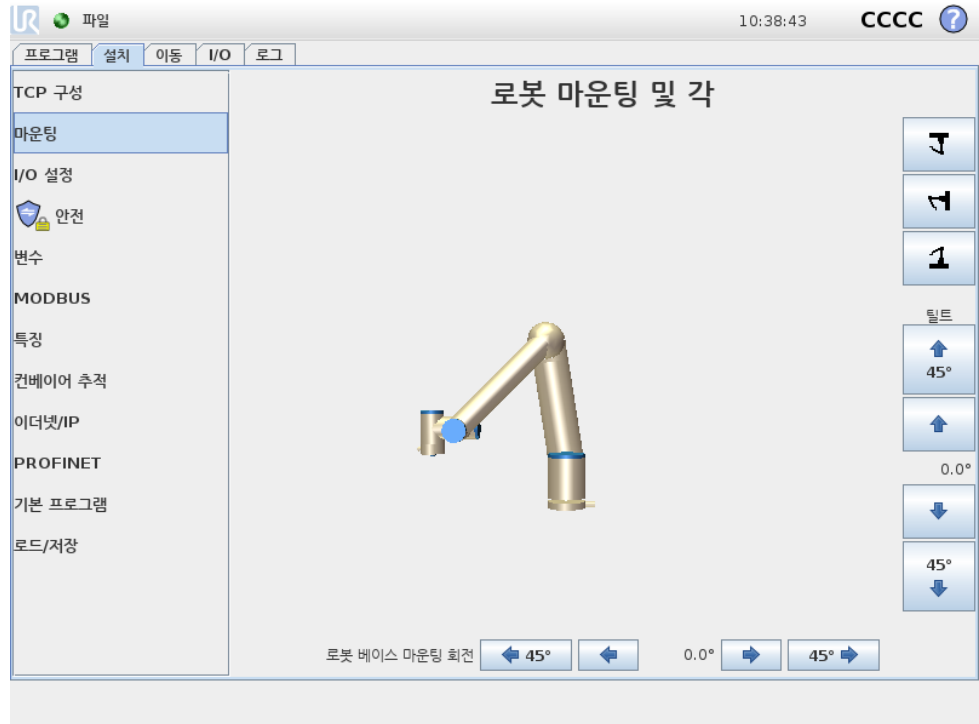 UR 파일 10:38:43 CCCC ?
프로그램 설치 이동 I/O 로그
TCP 구성
마운팅
I/O 설정
안전
변수
MODBUS
특징
컨베이어 추적
이더넷/IP
PROFINET
기본 프로그램
로드/저장
로봇 마운팅 및 각
틸트
45°
0.0°
45°
로봇 베이스 마운팅 회전 45° 0.0° 45°